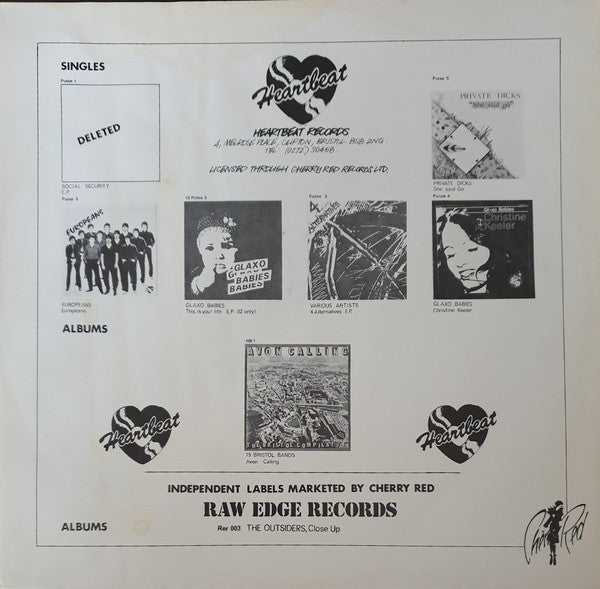 SINGLES
Pulse 1
DELETED
SOCIAL SECURITY
E.P.
Heartbeat
HEARTBEAT RECORDS
4, MELROSE PLACE, CLIFTON, BRISTOL BS8 2NQ.
TEL: (0272) 30458.
LICENSED THROUGH CHERRY RED RECORDS LTD.
Pulse 5
PRIVATE DICKS
"She said go"
PRIVATE DICKS
She said Go
Pulse 2
EUROPEANS
EUROPEANS
Europeans
12 Pulse 3
GLAXO
BABIES
BABIES
GLAXO BABIES
This is your life E.P. (12 only)
Pulse 3
VARIOUS ARTISTS
4 Alternatives E.P.
Pulse 4
Glaxo Babies
Christine
Keeler
GLAXO BABIES
Christine Keeler
ALBUMS
HB 1
AVON CALLING
THE BRISTOL COMPILATION
15 BRISTOL BANDS
Avon Calling
Heartbeat
Heartbeat
INDEPENDENT LABELS MARKETED BY CHERRY RED
RAW EDGE RECORDS
ALBUMS
Rer 003 THE OUTSIDERS, Close Up
Cherry Red